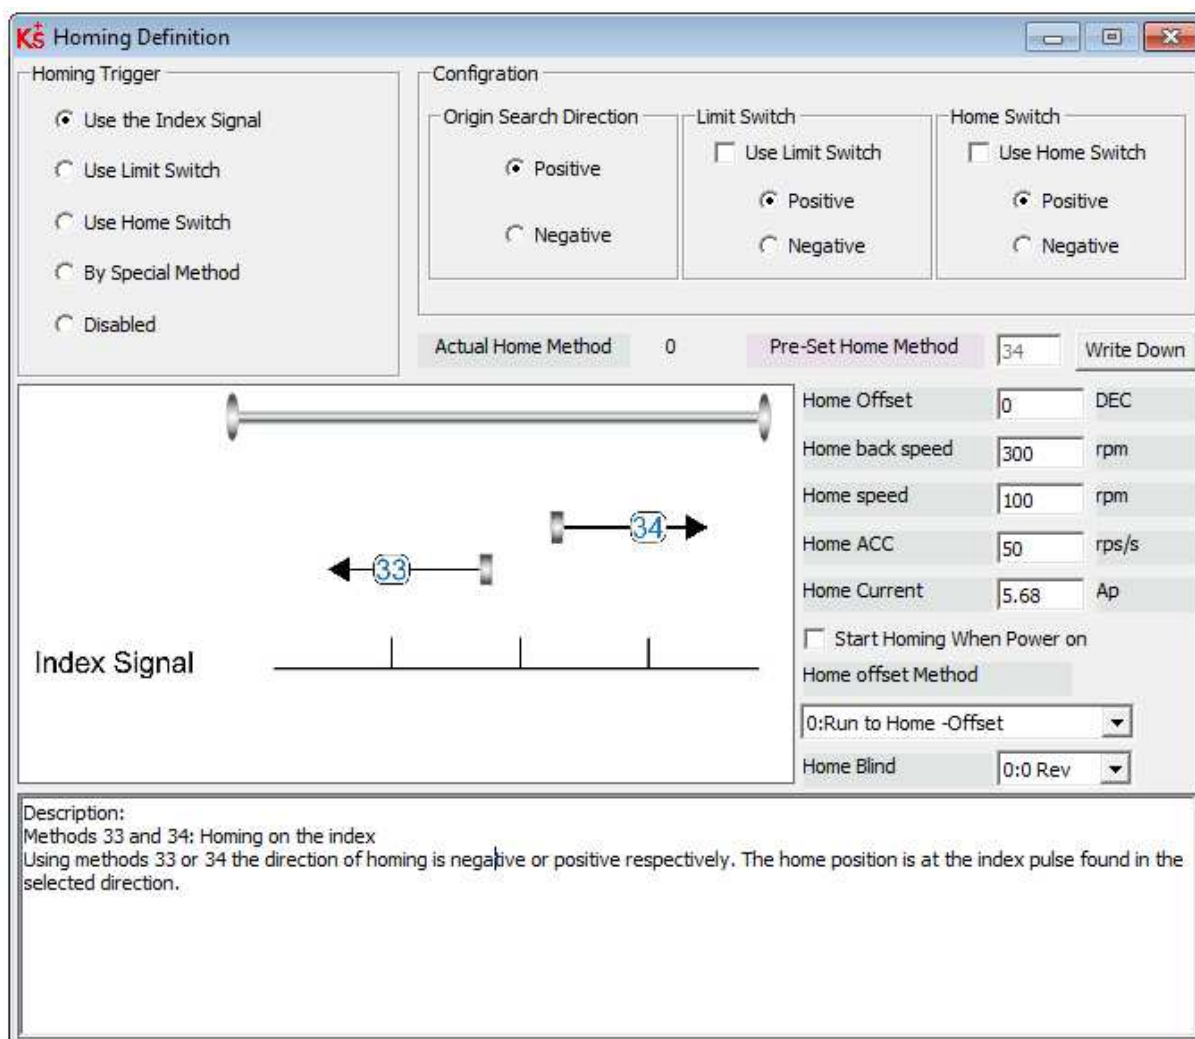 Kṡ Homing Definition
Homing Trigger
Use the Index Signal
Use Limit Switch
Use Home Switch
By Special Method
Disabled
Configration
Origin Search Direction
Positive
Negative
Limit Switch
Use Limit Switch
Positive
Negative
Home Switch
Use Home Switch
Positive
Negative
Actual Home Method 0 Pre-Set Home Method 34 Write Down
33
34
Index Signal
Home Offset 0 DEC
Home back speed 300 rpm
Home speed 100 rpm
Home ACC 50 rps/s
Home Current 5.68 Ap
Start Homing When Power on
Home offset Method
0:Run to Home -Offset
Home Blind 0:0 Rev
Description:
Methods 33 and 34: Homing on the index
Using methods 33 or 34 the direction of homing is negative or positive respectively. The home position is at the index pulse found in the
selected direction.